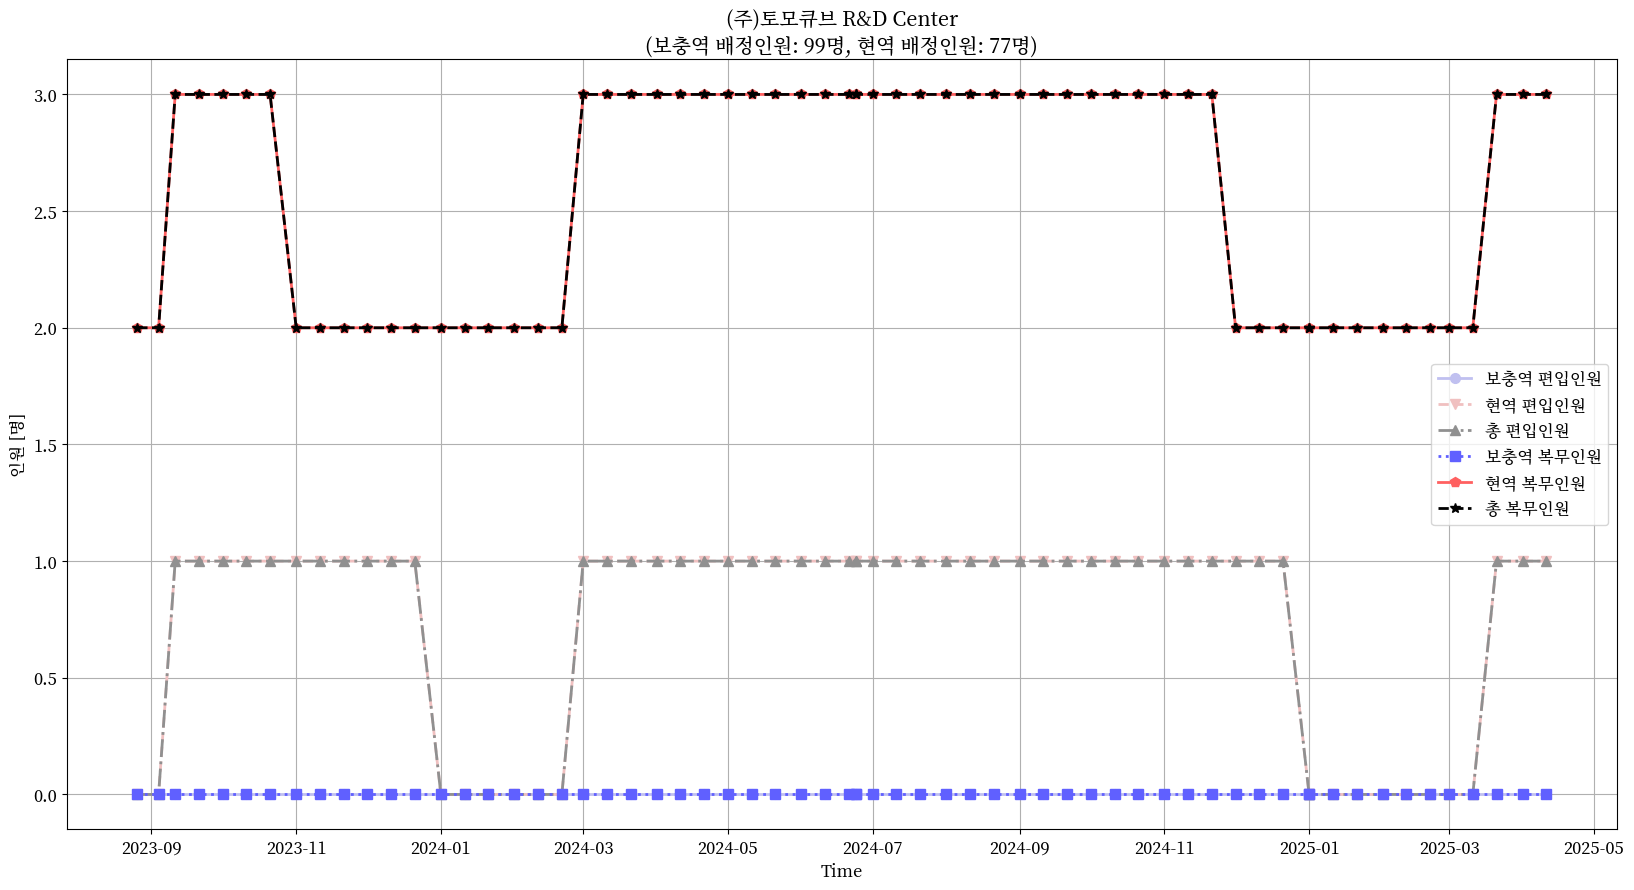 (주)토모큐브 R&D Center
(보충역 배정인원: 99명, 현역 배정인원: 77명)
3.0
2.5
2.0
1.5
1.0
0.5
0.0
인원 [명]
보충역 편입인원
현역 편입인원
총 편입인원
보충역 복무인원
현역 복무인원
총 복무인원
2023-09 2023-11 2024-01 2024-03 2024-05 2024-07 2024-09 2024-11 2025-01 2025-03 2025-05
Time